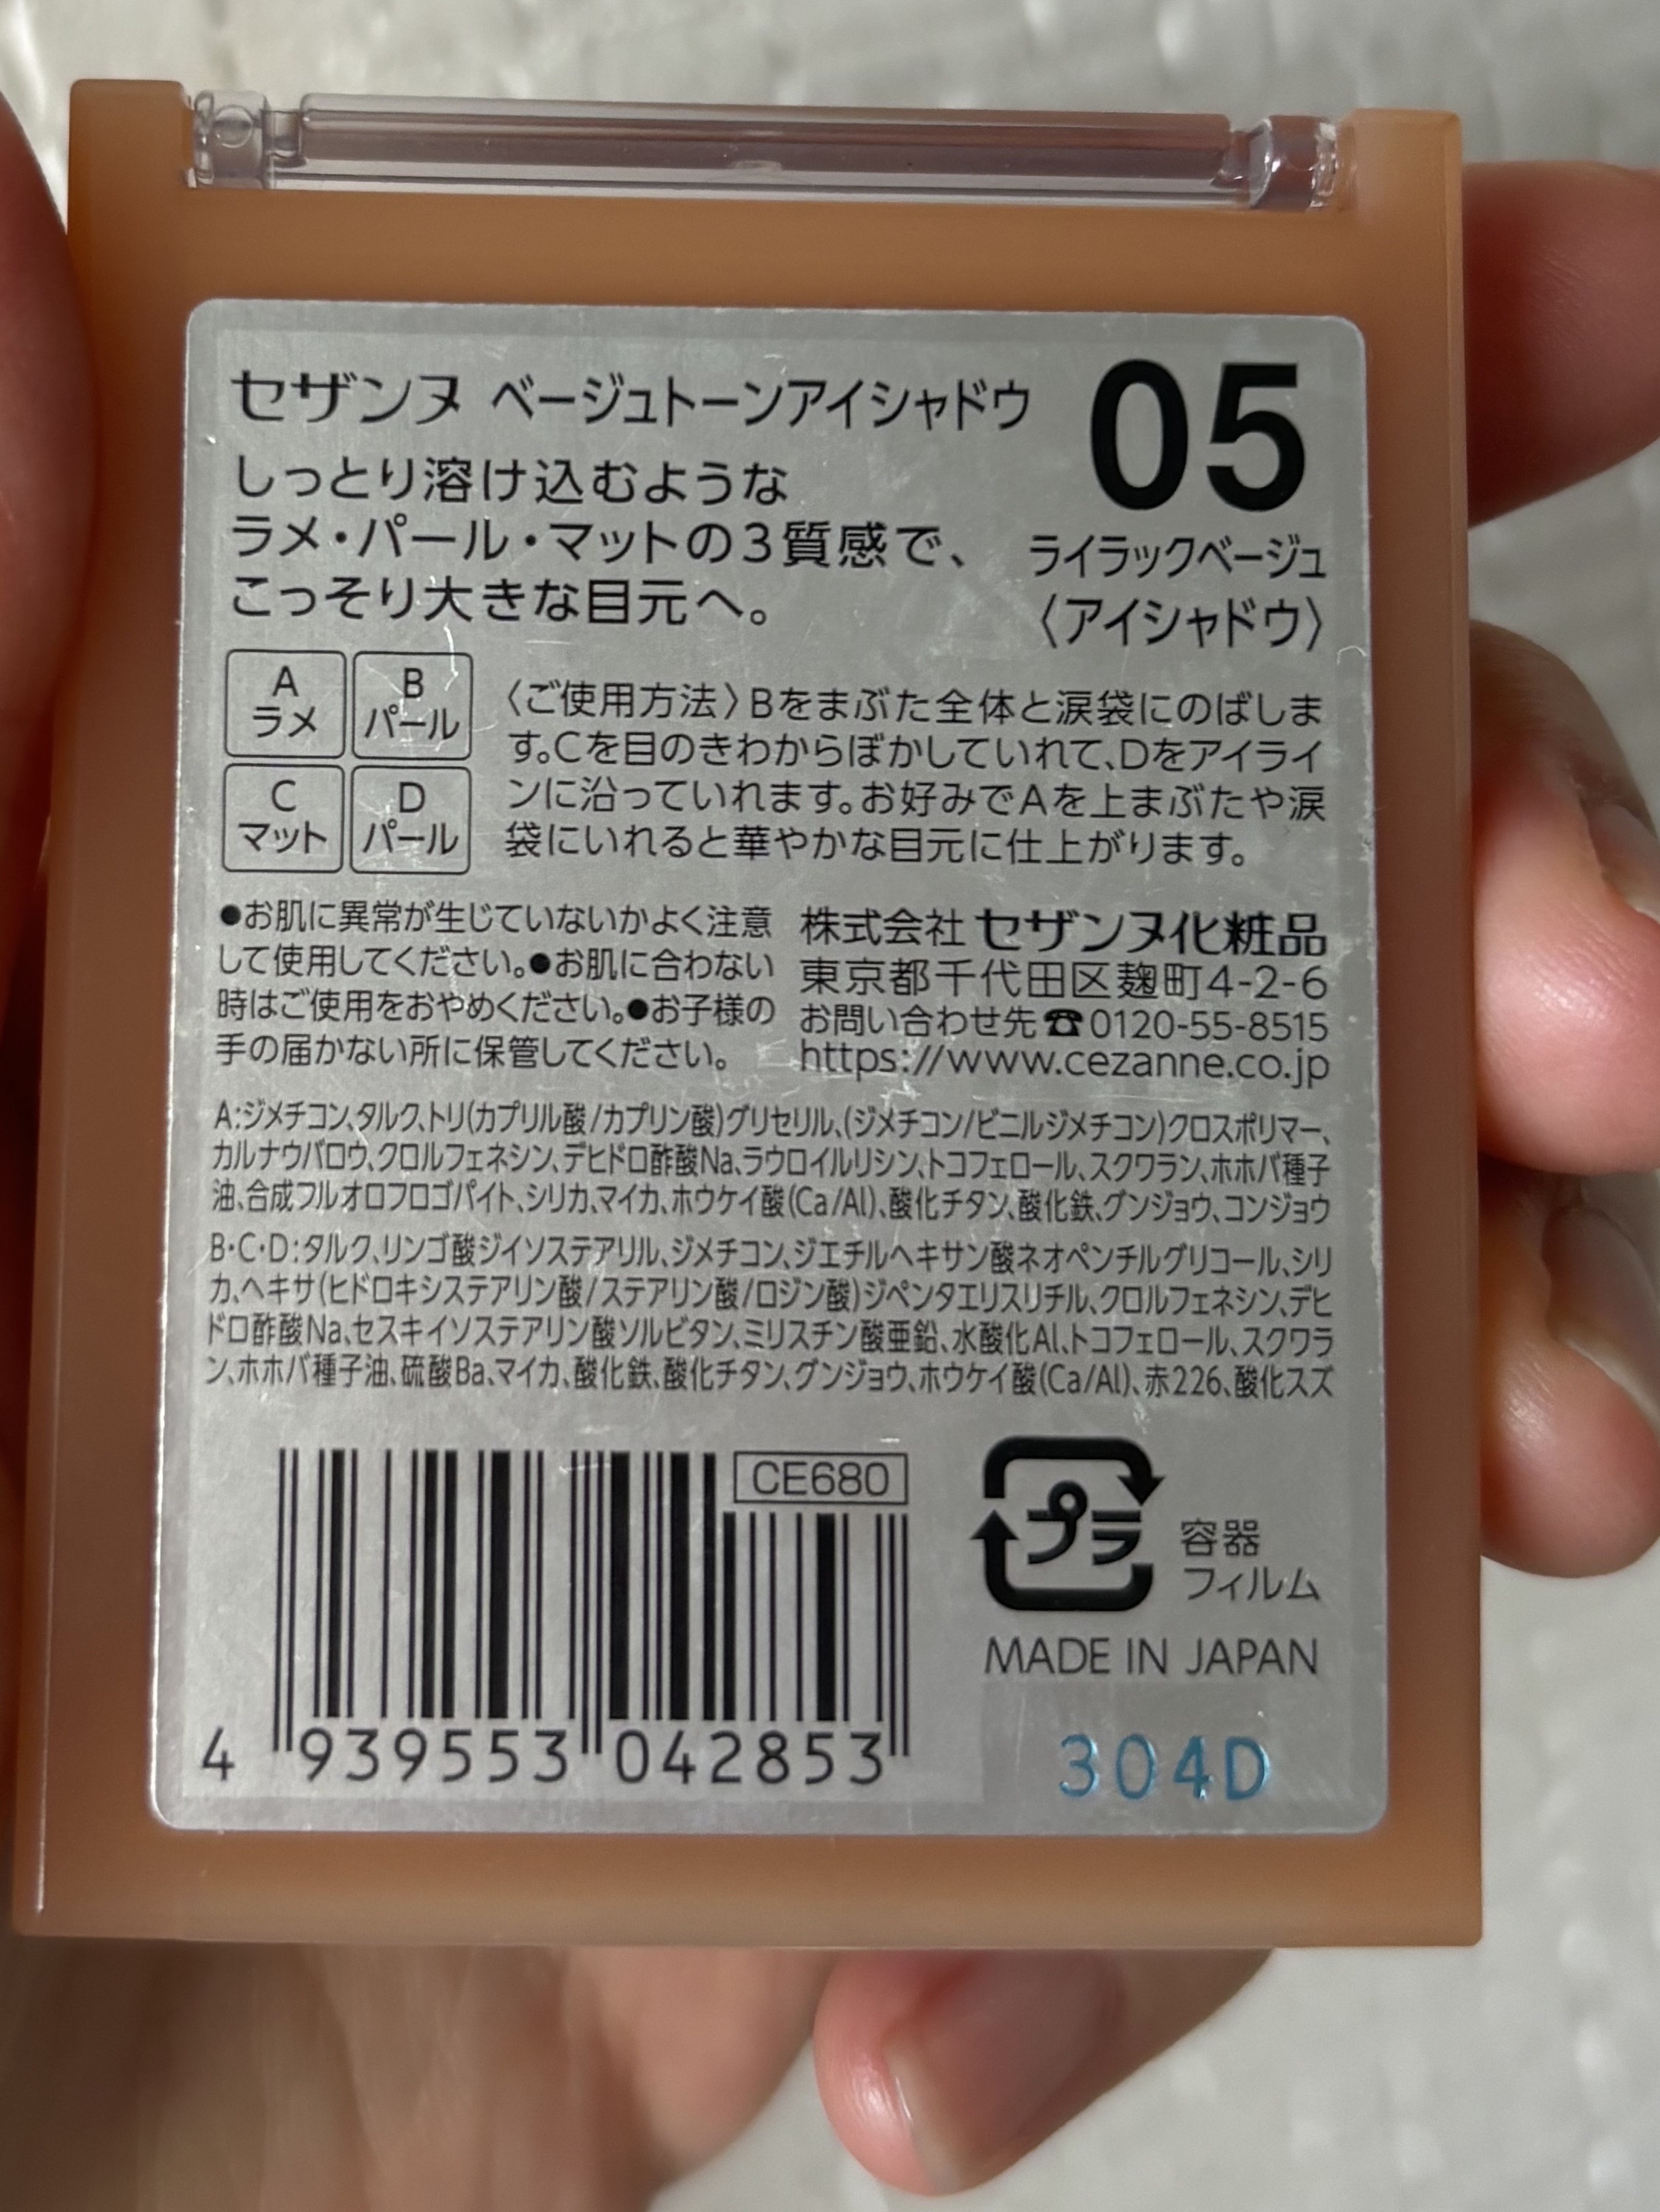 セザンヌ ベージュトーンアイシャドウ
05
しっとり溶け込むような
ラメ・パール・マットの3質感で、
こっそり大きな目元へ。
ライラックベージュ
〈アイシャドウ〉
A
ラメ
B
パール
C
マット
D
パール
〈ご使用方法〉Bをまぶた全体と涙袋にのばしま
す。Cを目のきわからぼかしていれて、Dをアイライ
ンに沿っていれます。お好みでAを上まぶたや涙
袋にいれると華やかな目元に仕上がります。
●お肌に異常が生じていないかよく注意
して使用してください。●お肌に合わない
時はご使用をおやめください。●お子様の
手の届かない所に保管してください。
株式会社 セザンヌ化粧品
東京都千代田区麹町4-2-6
お問い合わせ先☎0120-55-8515
https://www.cezanne.co.jp
A:ジメチコン、タルク、トリ(カプリル酸/カプリン酸)グリセリル、(ジメチコン/ビニルジメチコン)クロスポリマー、
カルナウバロウ、クロルフェネシン、デヒドロ酢酸Na、ラウロイルリシン、トコフェロール、スクワラン、ホホバ種子
油、合成フルオロフロゴパイト、シリカ、マイカ、ホウケイ酸(Ca/Al)、酸化チタン、酸化鉄、グンジョウ、コンジョウ
B・C・D:タルク、リンゴ酸ジイソステアリル、ジメチコン、ジエチルヘキサン酸ネオペンチルグリコール、シリ
カ、ヘキサ(ヒドロキシステアリン酸/ステアリン酸/ロジン酸)ジペンタエリスリチル、クロルフェネシン、デヒ
ドロ酢酸Na、セスキイソステアリン酸ソルビタン、ミリスチン酸亜鉛、水酸化Al、トコフェロール、スクワラ
ン、ホホバ種子油、硫酸Ba、マイカ、酸化鉄、酸化チタン、グンジョウ、ホウケイ酸(Ca/Al)、赤226、酸化スズ
CE680
4 939553 042853
プラ
容器
フィルム
MADE IN JAPAN
304D